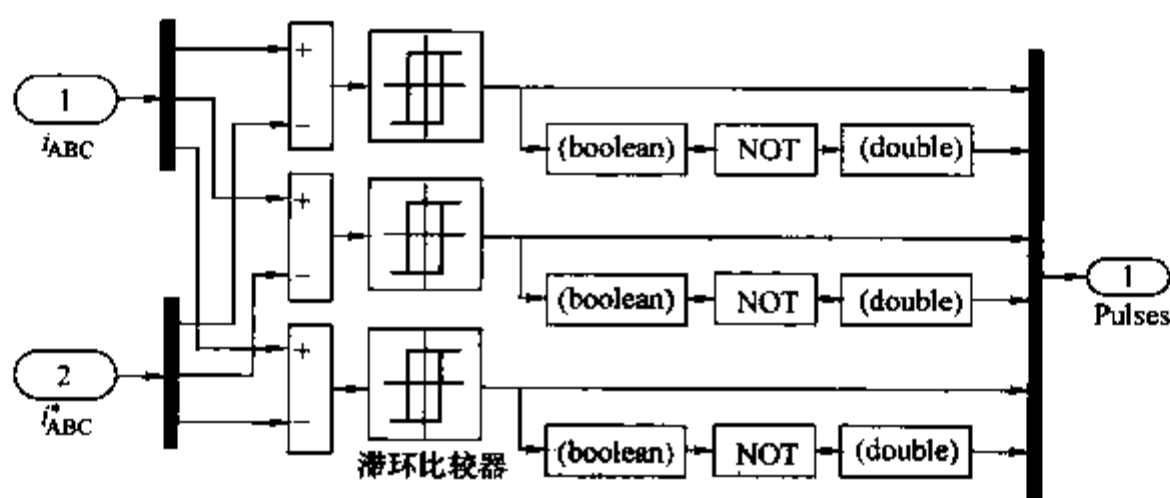 +
1
−
(boolean) NOT (double)
i_ABC
+
−
(boolean) NOT (double)
1
Pulses
+
2
−
i*_ABC
(boolean) NOT (double)
滞环比较器